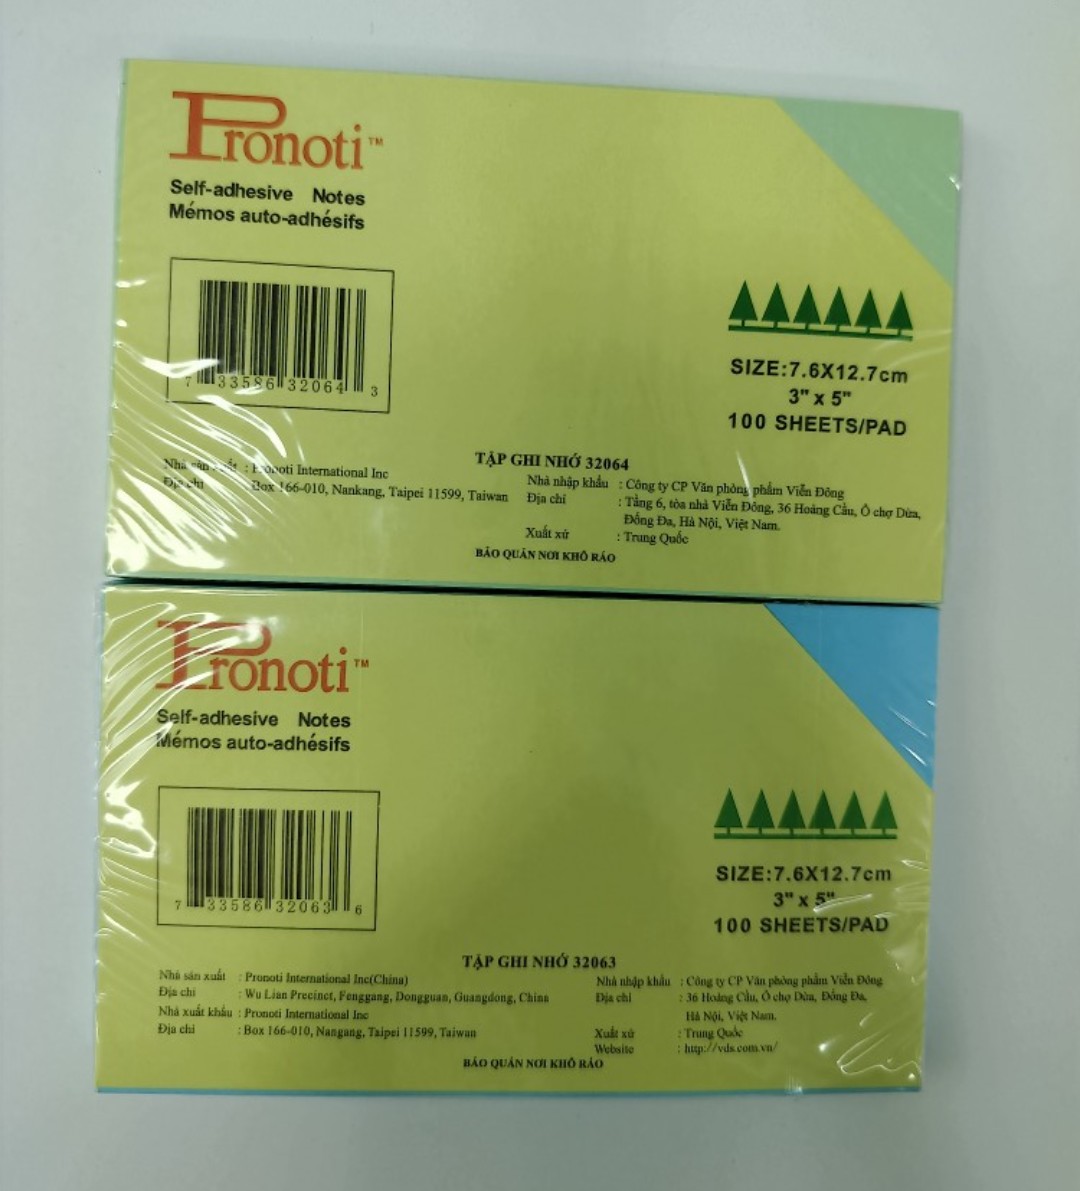 Pronoti™
Self-adhesive Notes
Mémos auto-adhésifs
7 33586 32064 3
SIZE:7.6X12.7cm
3" x 5"
100 SHEETS/PAD
TẬP GHI NHỚ 32064
Nhà sản xuất : Pronoti International Inc
Địa chỉ : Box 166-010, Nankang, Taipei 11599, Taiwan
Nhà nhập khẩu : Công ty CP Văn phòng phẩm Viễn Đông
Địa chỉ : Tầng 6, tòa nhà Viễn Đông, 36 Hoàng Cầu, Ô chợ Dừa,
Đống Đa, Hà Nội, Việt Nam.
Xuất xứ : Trung Quốc
BẢO QUẢN NƠI KHÔ RÁO
Pronoti™
Self-adhesive Notes
Mémos auto-adhésifs
7 33586 32063 6
SIZE:7.6X12.7cm
3" x 5"
100 SHEETS/PAD
TẬP GHI NHỚ 32063
Nhà sản xuất : Pronoti International Inc(China)
Địa chỉ : Wu Lian Precinct, Fenggang, Dongguan, Guangdong, China
Nhà xuất khẩu : Pronoti International Inc
Địa chỉ : Box 166-010, Nangang, Taipei 11599, Taiwan
Nhà nhập khẩu : Công ty CP Văn phòng phẩm Viễn Đông
Địa chỉ : 36 Hoàng Cầu, Ô chợ Dừa, Đống Đa,
Hà Nội, Việt Nam.
Xuất xứ : Trung Quốc
Website : http://vds.com.vn/
BẢO QUẢN NƠI KHÔ RÁO